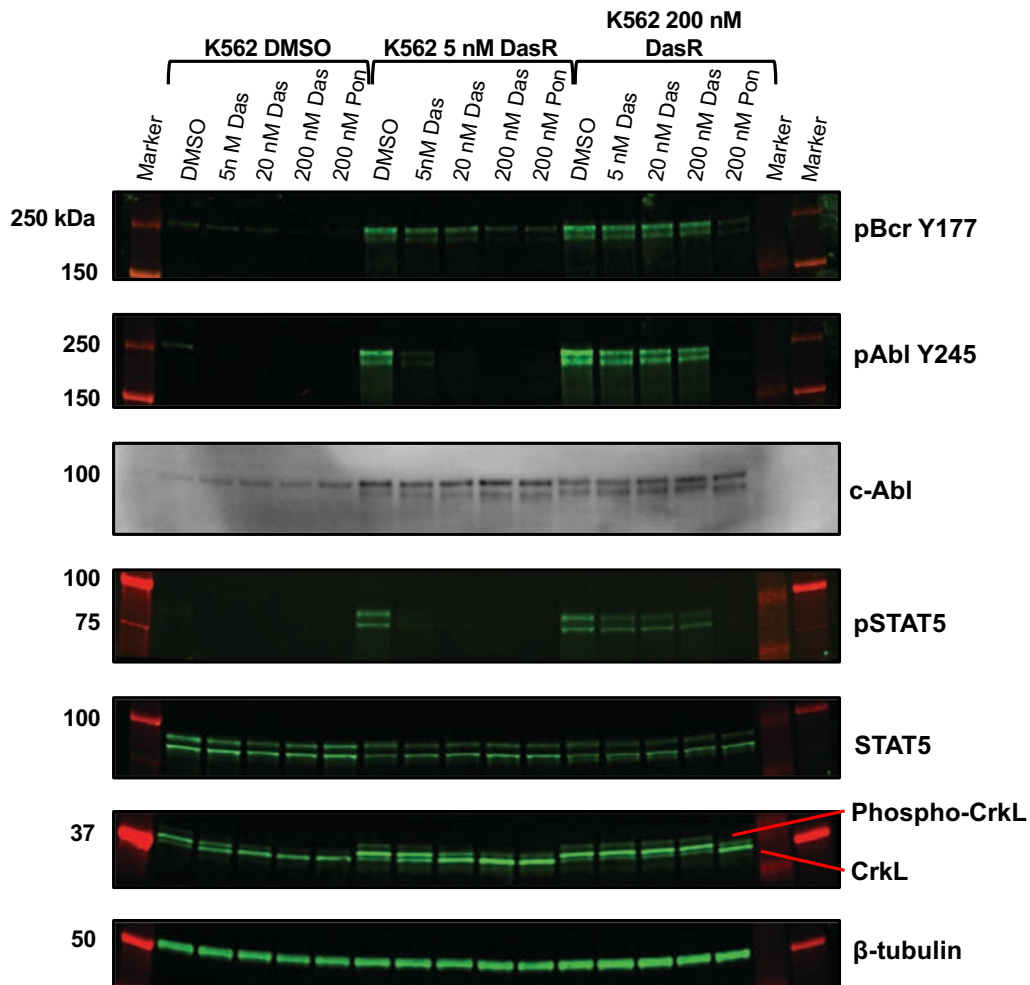 K562 200 nM
DasR
K562 DMSO
K562 5 nM DasR
Marker
DMSO
5n M Das
20 nM Das
200 nM Das
200 nM Pon
DMSO
5nM Das
20 nM Das
200 nM Das
200 nM Pon
DMSO
5 nM Das
20 nM Das
200 nM Das
200 nM Pon
Marker
Marker
250 kDa
150
pBcr Y177
250
150
pAbl Y245
100
c-Abl
100
75
pSTAT5
100
STAT5
37
Phospho-CrkL
CrkL
50
β-tubulin